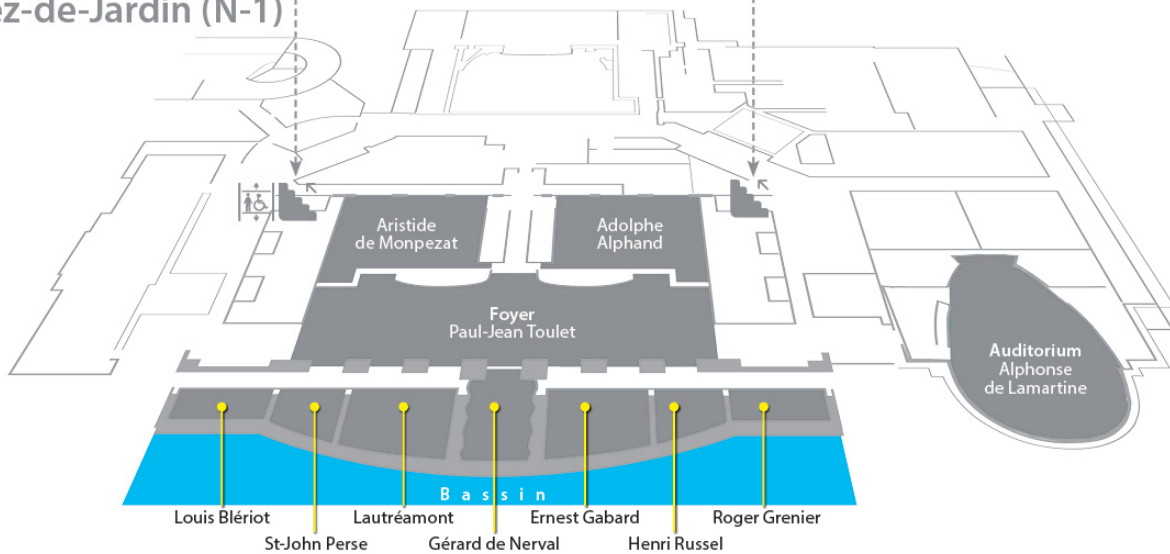 ez-de-Jardin (N-1)
Aristide
de Monpezat
Adolphe
Alphand
Foyer
Paul-Jean Toulet
Auditorium
Alphonse
de Lamartine
Bassin
Louis Blériot
Lautréamont
Ernest Gabard
Roger Grenier
St-John Perse
Gérard de Nerval
Henri Russel